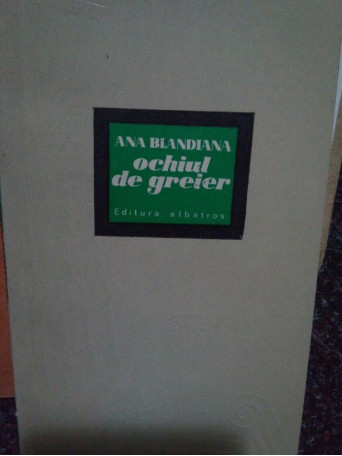 ANA BLANDIANA
ochiul
de greier
Editura albatros